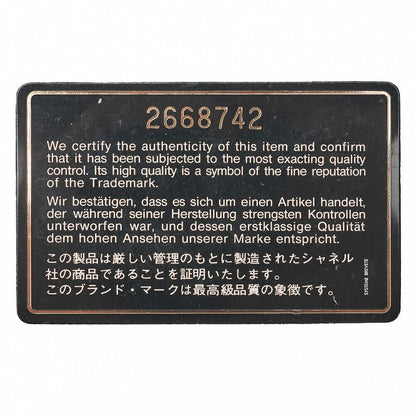 2668742
We certify the authenticity of this item and confirm
that it has been subjected to the most exacting quality
control. Its high quality is a symbol of the fine reputation
of the Trademark.
Wir bestätigen, dass es sich um einen Artikel handelt,
der während seiner Herstellung strengsten Kontrollen
unterworfen war, und dessen erstklassige Qualität
dem hohen Ansehen unserer Marke entspricht.
この製品は厳しい管理のもとに製造されたシャネル
社の商品であることを証明いたします。
このブランド・マークは最高級品質の象徴です。
SYSTEME BREVETE